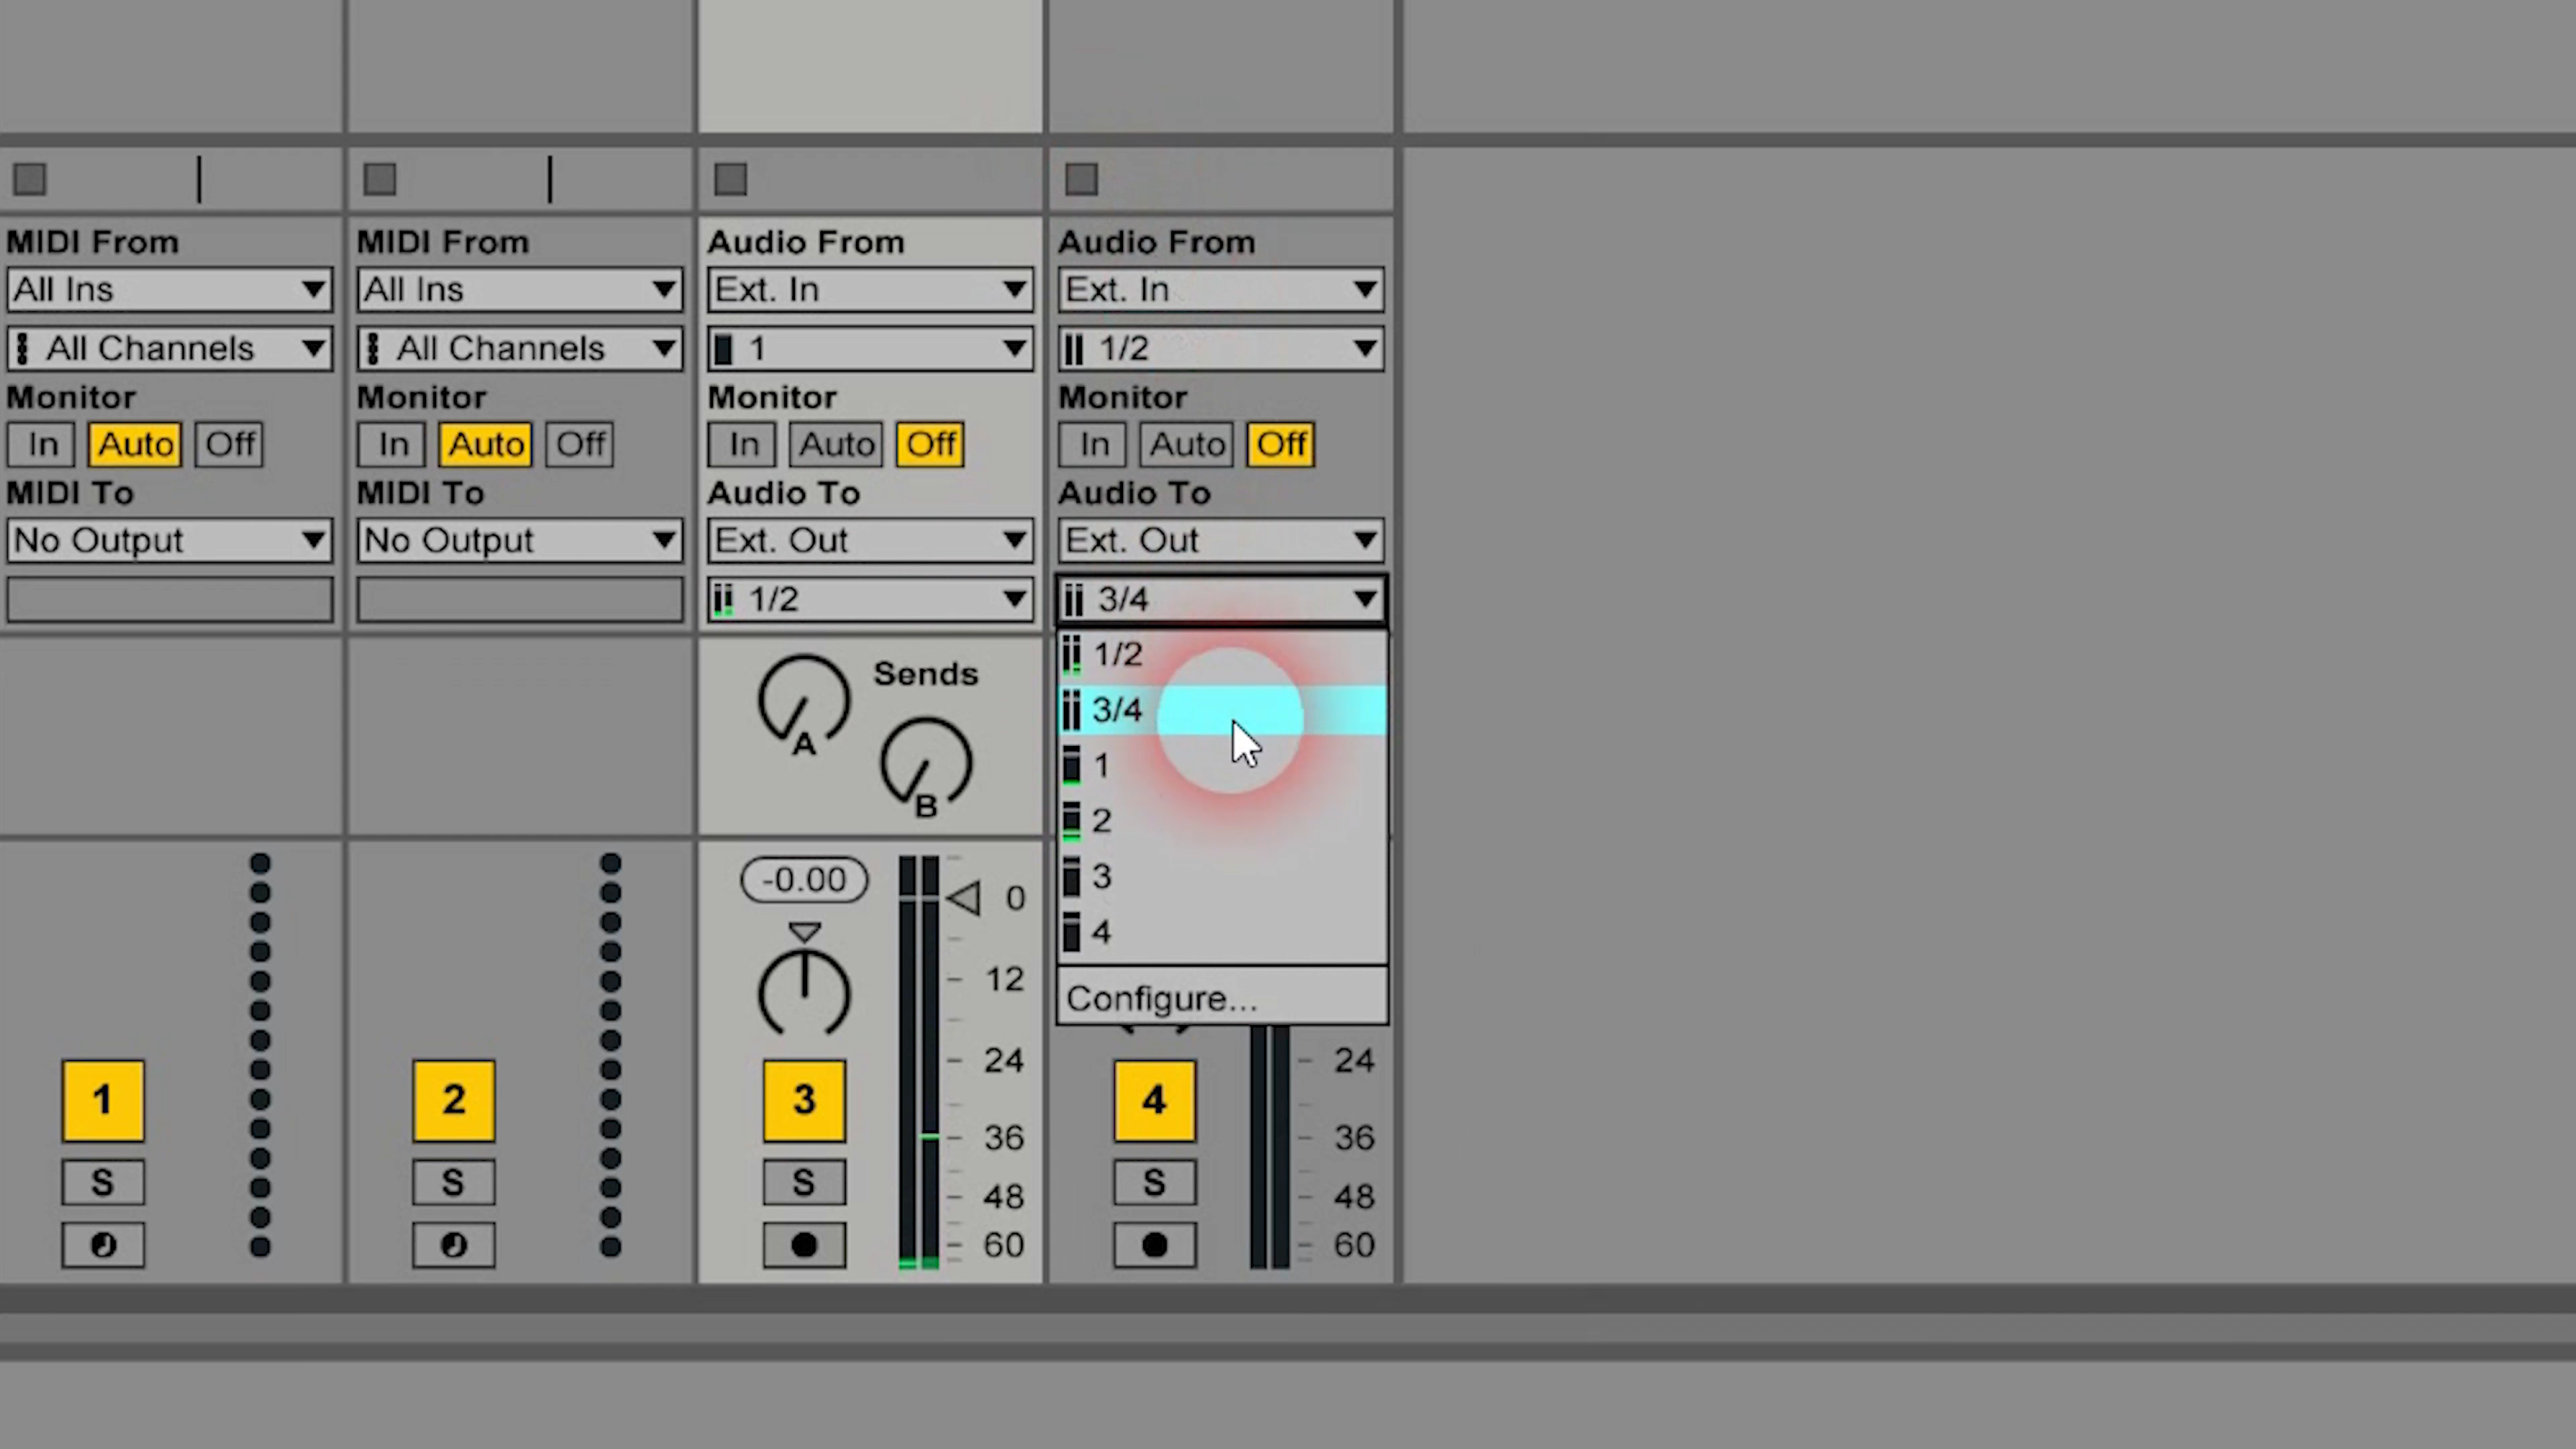 MIDI From
All Ins
All Channels
Monitor
In Auto Off
MIDI To
No Output
1
S
MIDI From
All Ins
All Channels
Monitor
In Auto Off
MIDI To
No Output
2
S
Audio From
Ext. In
1
Monitor
In Auto Off
Audio To
Ext. Out
1/2
Sends
A
B
-0.00
0
12
24
36
48
60
3
S
Audio From
Ext. In
1/2
Monitor
In Auto Off
Audio To
Ext. Out
3/4
1/2
3/4
1
2
3
4
Configure...
24
36
48
60
4
S